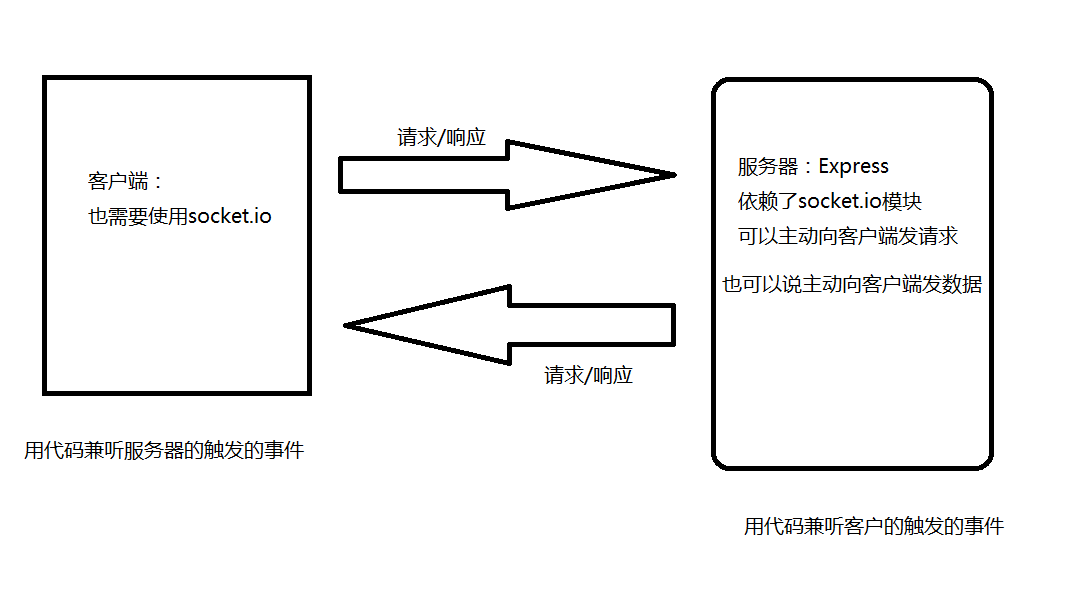 请求/响应
客户端：
也需要使用socket.io
服务器：Express
依赖了socket.io模块
可以主动向客户端发请求
也可以说主动向客户端发数据
请求/响应
用代码兼听服务器的触发的事件
用代码兼听客户的触发的事件